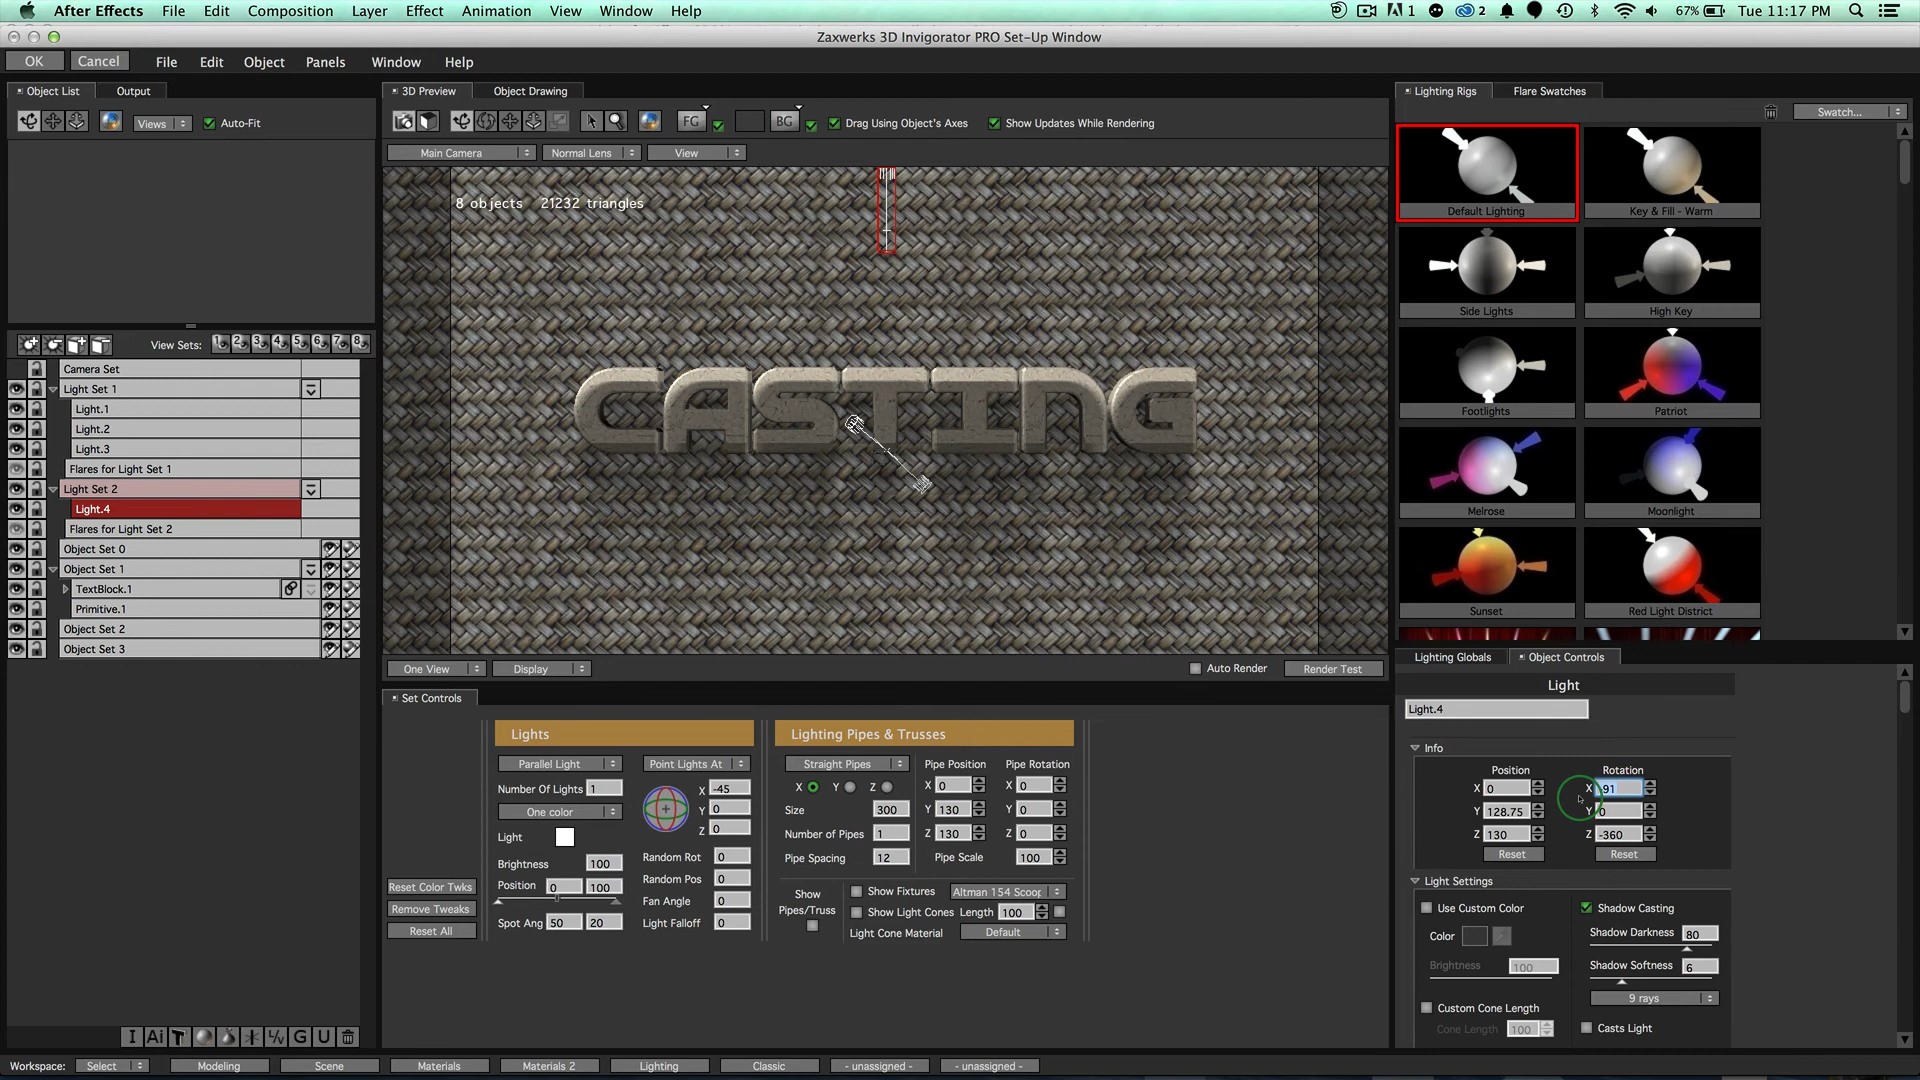 After Effects File Edit Composition Layer Effect Animation View Window Help 1 2 67% Tue 11:17 PM
Zaxwerks 3D Invigorator PRO Set-Up Window
OK Cancel File Edit Object Panels Window Help
Object List Output 3D Preview Object Drawing Lighting Rigs Flare Swatches
Views Auto-Fit FG BG Drag Using Object's Axes Show Updates While Rendering Swatch...
Main Camera Normal Lens View
8 objects 21232 triangles
Default Lighting Key & Fill - Warm
Side Lights High Key
Footlights Patriot
Melrose Moonlight
Sunset Red Light District
View Sets: 1 2 3 4 5 6 7 8
Camera Set
Light Set 1
Light.1
Light.2
Light.3
Flares for Light Set 1
Light Set 2
Light.4
Flares for Light Set 2
Object Set 0
Object Set 1
TextBlock.1
Primitive.1
Object Set 2
Object Set 3
CASTING
One View Display Auto Render Render Test
Set Controls
Lights
Parallel Light Point Lights At
Number Of Lights 1 X -45
One color Y 0
Light Z 0
Brightness 100 Random Rot 0
Position 0 100 Random Pos 0
Fan Angle 0
Spot Ang 50 20 Light Falloff 0
Reset Color Twks
Remove Tweaks
Reset All
Lighting Pipes & Trusses
Straight Pipes Pipe Position Pipe Rotation
X Y Z X 0 X 0
Size 300 Y 130 Y 0
Number of Pipes 1 Z 130 Z 0
Pipe Spacing 12 Pipe Scale 100
Show Pipes/Truss Show Fixtures Altman 154 Scoop
Show Light Cones Length 100
Light Cone Material Default
Lighting Globals Object Controls
Light
Light.4
Info
Position Rotation
X 0 X -91
Y 128.75 Y 0
Z 130 Z -360
Reset Reset
Light Settings
Use Custom Color Shadow Casting
Color Shadow Darkness 80
Brightness 100 Shadow Softness 6
9 rays
Custom Cone Length
Cone Length 100 Casts Light
I Ai T G U
Workspace: Select Modeling Scene Materials Materials 2 Lighting Classic - unassigned - - unassigned -